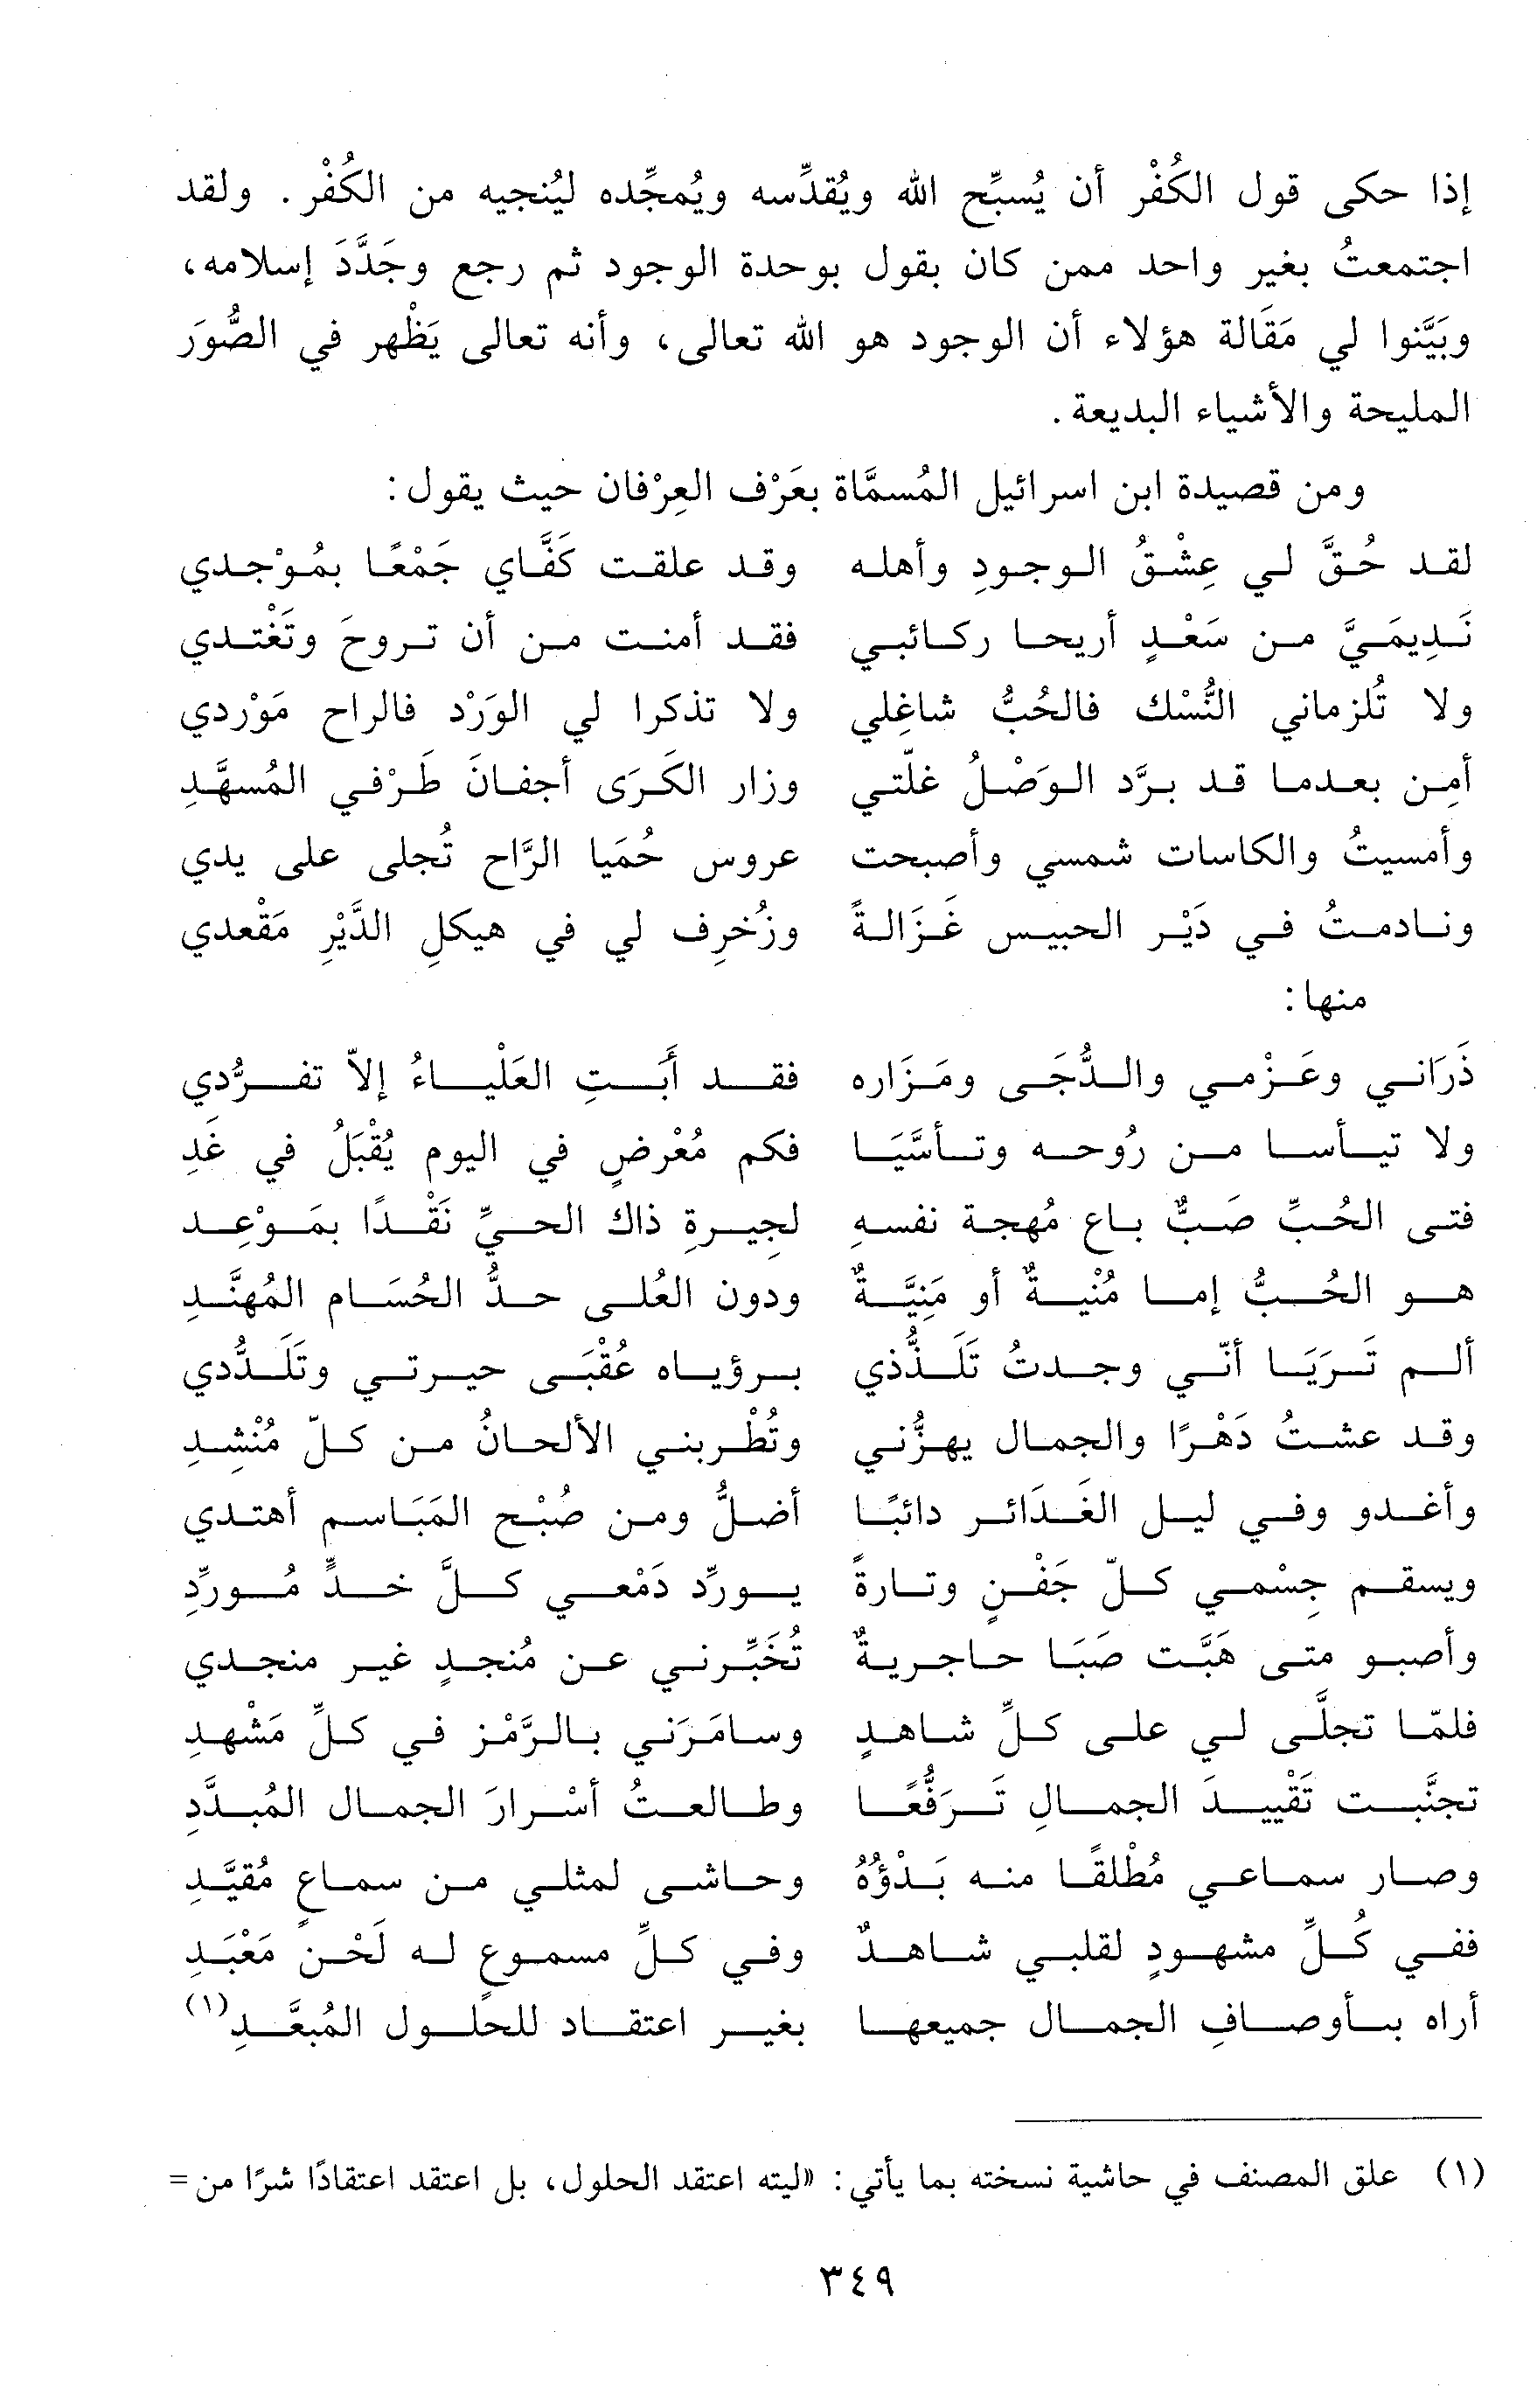 إذا حكى قول الكُفْر أن يُسبِّح الله ويُقدِّسه ويُمجِّده ليُنجيه من الكُفْر. ولقد
اجتمعتُ بغير واحد ممن كان يقول بوحدة الوجود ثم رجع وجَدَّدَ إسلامه،
وبَيَّنوا لي مَقَالة هؤلاء أن الوجود هو الله تعالى، وأنه تعالى يَظْهر في الصُّوَر
المليحة والأشياء البديعة.
ومن قصيدة ابن اسرائيل المُسمَّاة بعَرْف العِرْفان حيث يقول:
لقد حُقَّ لي عِشْقُ الوجودِ وأهله وقد علقت كَفَّاي جَمْعًا بمُوْجدي
نَدِيمَيَّ من سَعْدٍ أريحا ركائبي فقد أمنت من أن تروحَ وتَغْتدي
ولا تُلزماني النُّسْك فالحُبُّ شاغِلي ولا تذكرا لي الوَرْد فالراح مَوْردي
أمِن بعدما قد برَّد الوَصْلُ غلّتي وزار الكَرَى أجفانَ طَرْفي المُسهَّدِ
وأمسيتُ والكاسات شمسي وأصبحت عروس حُمَيا الرَّاح تُجلى على يدي
ونادمتُ في دَيْر الحبيس غَزَالةً وزُخرِف لي في هيكلِ الدَّيْرِ مَقْعدي
منها:
ذَرَاني وعَزْمي والدُّجَى ومَزَاره فقد أَبَتِ العَلْياءُ إلاّ تفرُّدي
ولا تيأسا من رُوحه وتأسَّيَا فكم مُعْرضٍ في اليوم يُقْبَلُ في غَدِ
فتى الحُبِّ صَبٌّ باع مُهجة نفسهِ لجِيرةِ ذاك الحيِّ نَقْدًا بمَوْعِد
هو الحُبُّ إما مُنْيةٌ أو مَنِيَّةٌ ودون العُلى حدُّ الحُسَام المُهنَّدِ
ألم تَرَيَا أنّي وجدتُ تَلَذُّذي برؤياه عُقْبَى حيرتي وتَلَدُّدي
وقد عشتُ دَهْرًا والجمال يهزُّني وتُطْربني الألحانُ من كلّ مُنْشِدِ
وأغدو وفي ليل الغَدَائر دائبًا أضلُّ ومن صُبْح المَبَاسم أهتدي
ويسقم جِسْمي كلّ جَفْنٍ وتارةً يورِّد دَمْعي كلَّ خدٍّ مُورِّدِ
وأصبو متى هَبَّت صَبَا حاجريةٌ تُخَبِّرني عن مُنجدٍ غير منجدي
فلمّا تجلَّى لي على كلِّ شاهدٍ وسامَرَني بالرَّمْز في كلِّ مَشْهدِ
تجنَّبت تَقْييدَ الجمالِ تَرَفُّعًا وطالعتُ أسْرارَ الجمال المُبدَّدِ
وصار سماعي مُطْلقًا منه بَدْؤُهُ وحاشى لمثلي من سماعٍ مُقيَّدِ
ففي كُلِّ مشهودٍ لقلبي شاهدٌ وفي كلِّ مسموعٍ له لَحْن مَعْبَدِ
أراه بأوصافِ الجمال جميعها بغير اعتقاد للحلول المُبعَّدِ(١)
(١) علق المصنف في حاشية نسخته بما يأتي: «ليته اعتقد الحلول، بل اعتقد اعتقادًا شرًا من =
٣٤٩